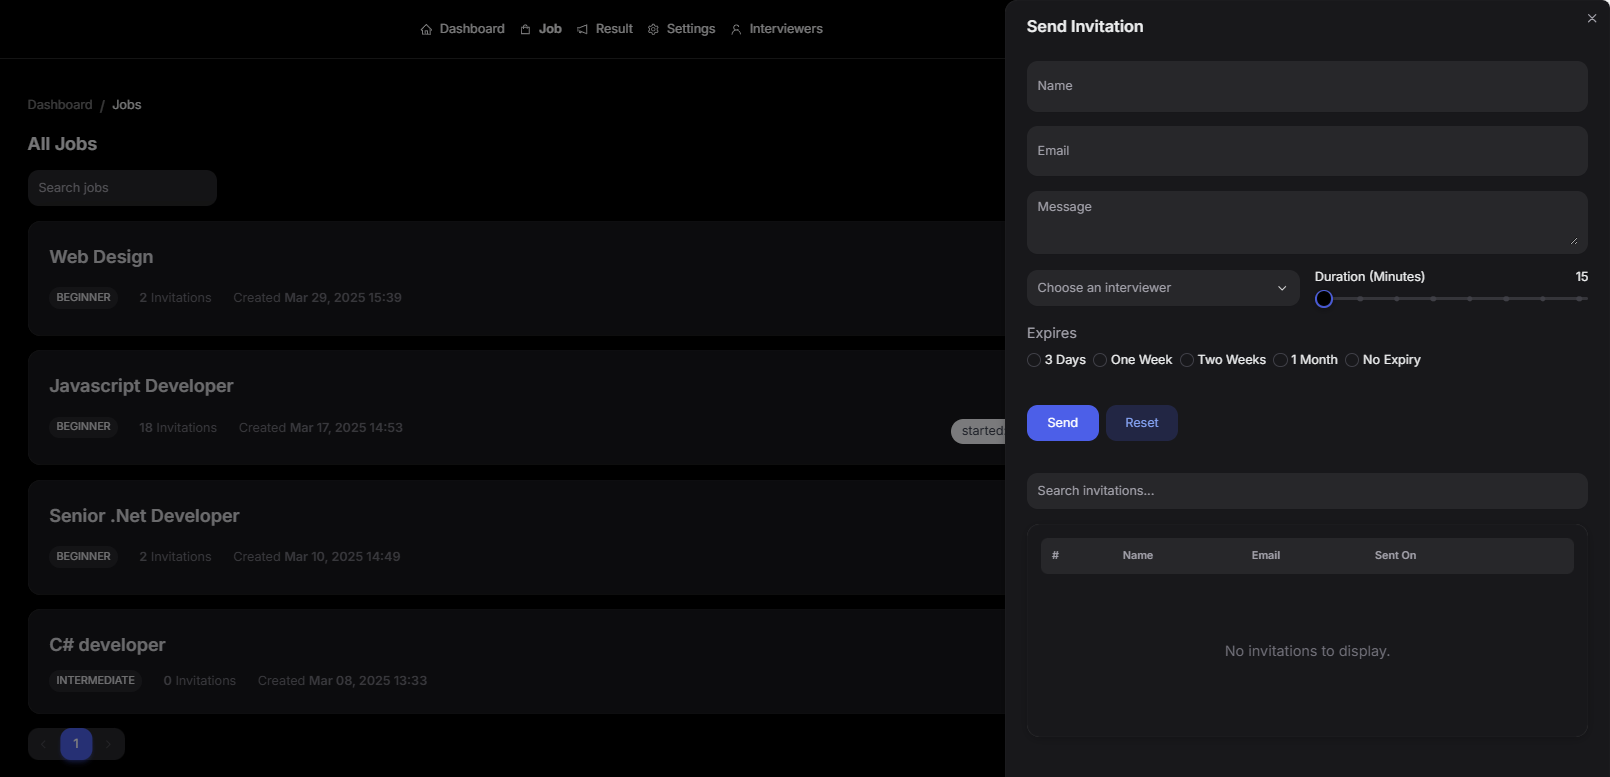 Dashboard Job Result Settings Interviewers
Dashboard / Jobs
All Jobs
Search jobs
Web Design
BEGINNER 2 Invitations Created Mar 29, 2025 15:39
Javascript Developer
BEGINNER 18 Invitations Created Mar 17, 2025 14:53
started:
Senior .Net Developer
BEGINNER 2 Invitations Created Mar 10, 2025 14:49
C# developer
INTERMEDIATE 0 Invitations Created Mar 08, 2025 13:33
1
Send Invitation
Name
Email
Message
Choose an interviewer
Duration (Minutes) 15
Expires
3 Days One Week Two Weeks 1 Month No Expiry
Send Reset
Search invitations...
# Name Email Sent On
No invitations to display.